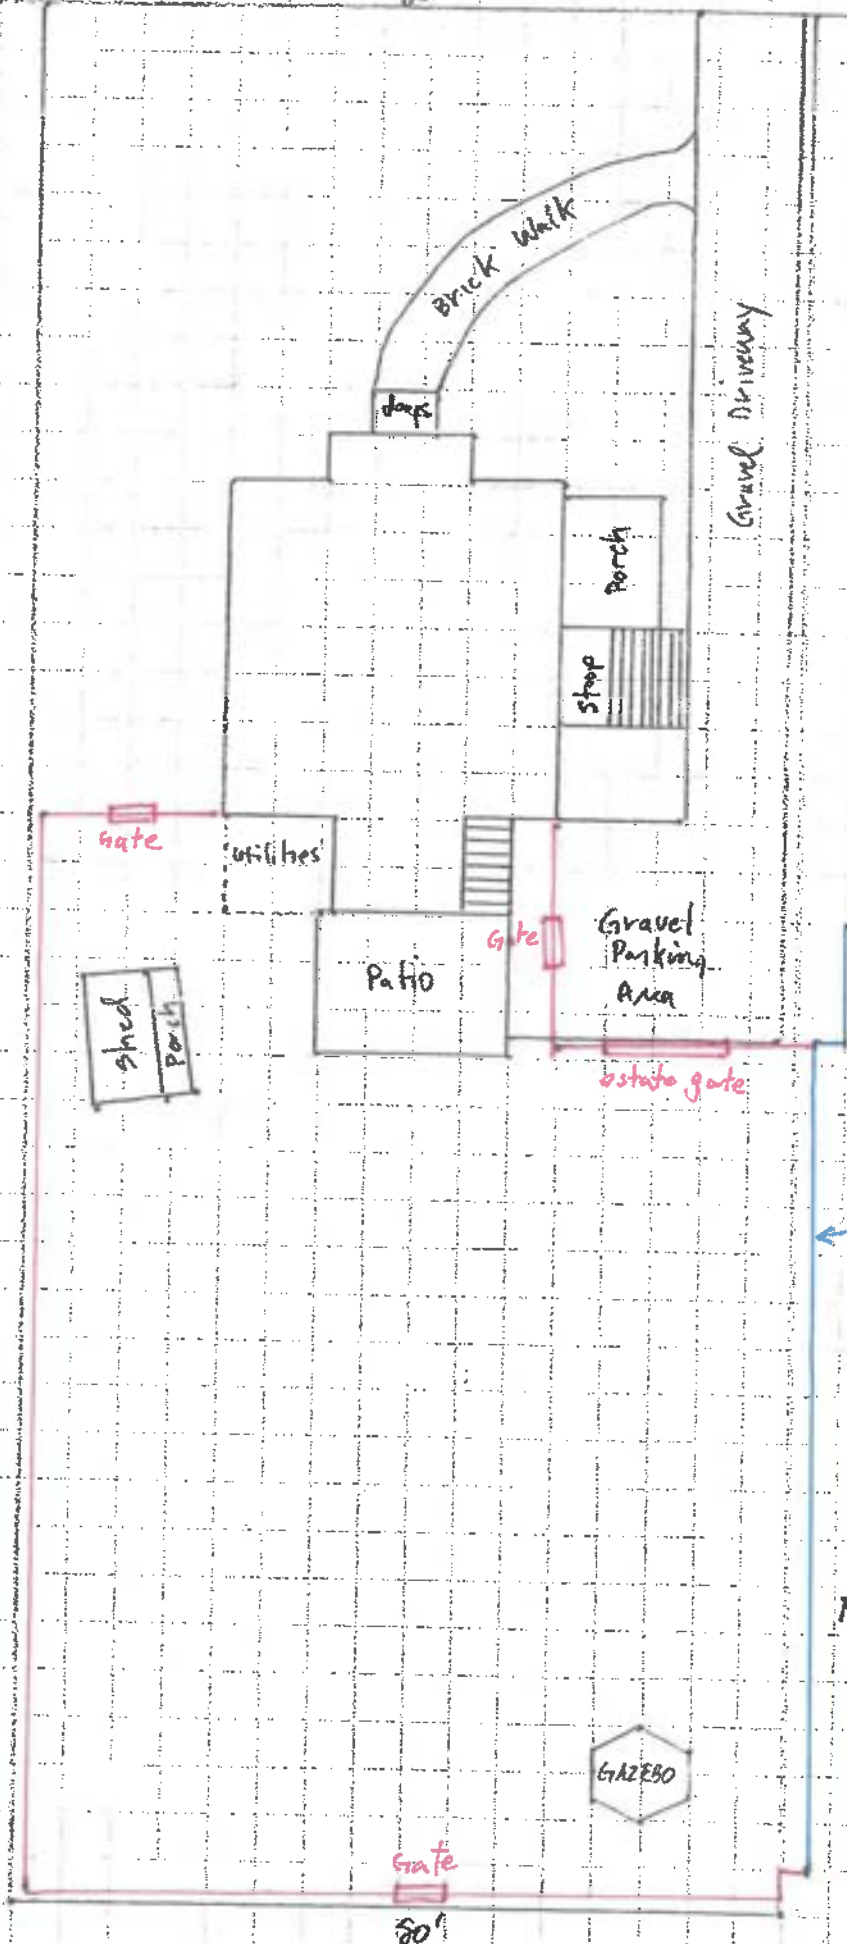 Brick Walk
Gravel Driveway
Porch
Stoop
Gate
utilities
Gate
Gravel
Parking
Area
Patio
Shed
Porch
estate gate
GAZEBO
Gate
80'